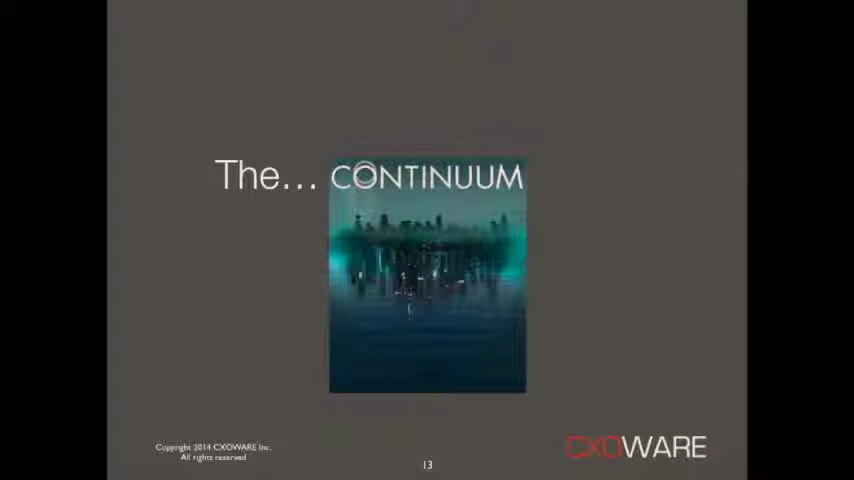 The... CONTINUUM
Copyright 2014 CXOWARE Inc.
All rights reserved
13
CXOWARE